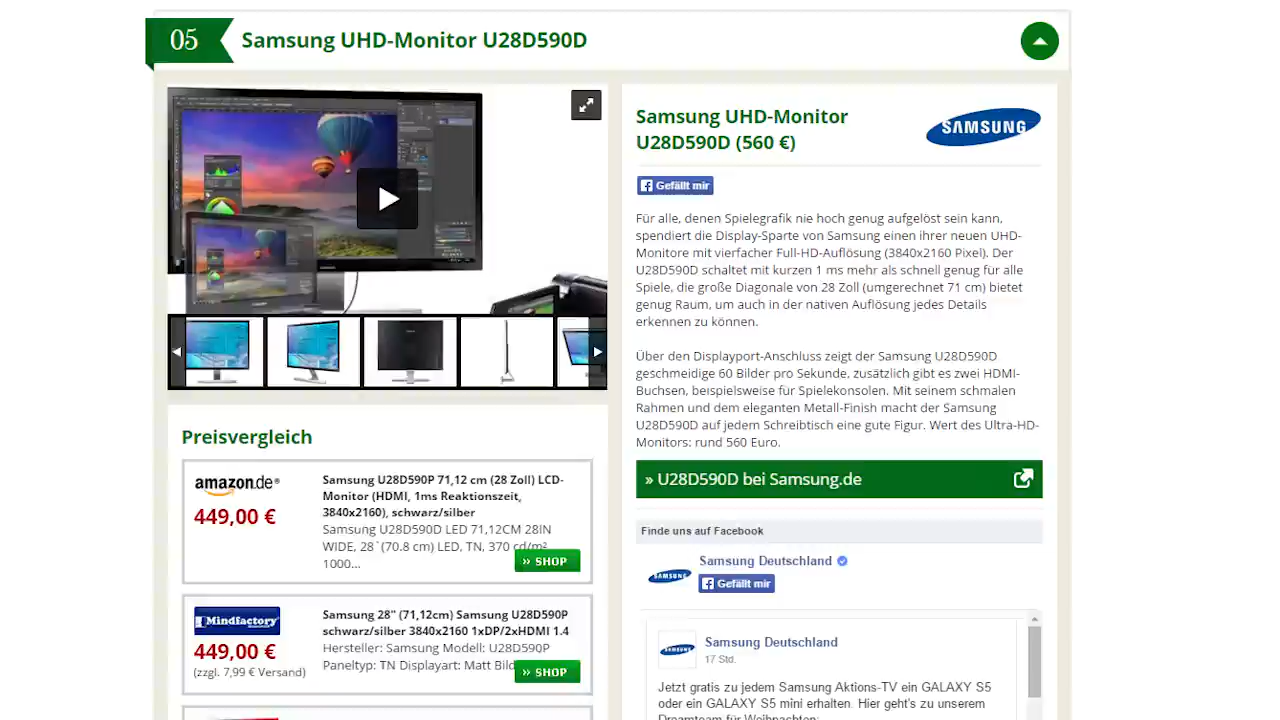 05
Samsung UHD-Monitor U28D590D
Samsung UHD-Monitor
U28D590D (560 €)
SAMSUNG
Gefällt mir
Für alle, denen Spielegrafik nie hoch genug aufgelöst sein kann,
spendiert die Display-Sparte von Samsung einen ihrer neuen UHD-
Monitore mit vierfacher Full-HD-Auflösung (3840x2160 Pixel). Der
U28D590D schaltet mit kurzen 1 ms mehr als schnell genug für alle
Spiele, die große Diagonale von 28 Zoll (umgerechnet 71 cm) bietet
genug Raum, um auch in der nativen Auflösung jedes Details
erkennen zu können.
Über den Displayport-Anschluss zeigt der Samsung U28D590D
geschmeidige 60 Bilder pro Sekunde, zusätzlich gibt es zwei HDMI-
Buchsen, beispielsweise für Spielekonsolen. Mit seinem schmalen
Rahmen und dem eleganten Metall-Finish macht der Samsung
U28D590D auf jedem Schreibtisch eine gute Figur. Wert des Ultra-HD-
Monitors: rund 560 Euro.
» U28D590D bei Samsung.de
Finde uns auf Facebook
SAMSUNG
Samsung Deutschland
Gefällt mir
SAMSUNG
Samsung Deutschland
17 Std.
Jetzt gratis zu jedem Samsung Aktions-TV ein GALAXY S5
oder ein GALAXY S5 mini erhalten. Hier geht's zu unserem
Dreamteam für Weihnachten:
Preisvergleich
amazon.de
449,00 €
Samsung U28D590P 71,12 cm (28 Zoll) LCD-
Monitor (HDMI, 1ms Reaktionszeit,
3840x2160), schwarz/silber
Samsung U28D590D LED 71,12CM 28IN
WIDE, 28´(70.8 cm) LED, TN, 370 cd/m²
1000...
» SHOP
Mindfactory
449,00 €
(zzgl. 7,99 € Versand)
Samsung 28" (71,12cm) Samsung U28D590P
schwarz/silber 3840x2160 1xDP/2xHDMI 1.4
Hersteller: Samsung Modell: U28D590P
Paneltyp: TN Displayart: Matt Bild
» SHOP